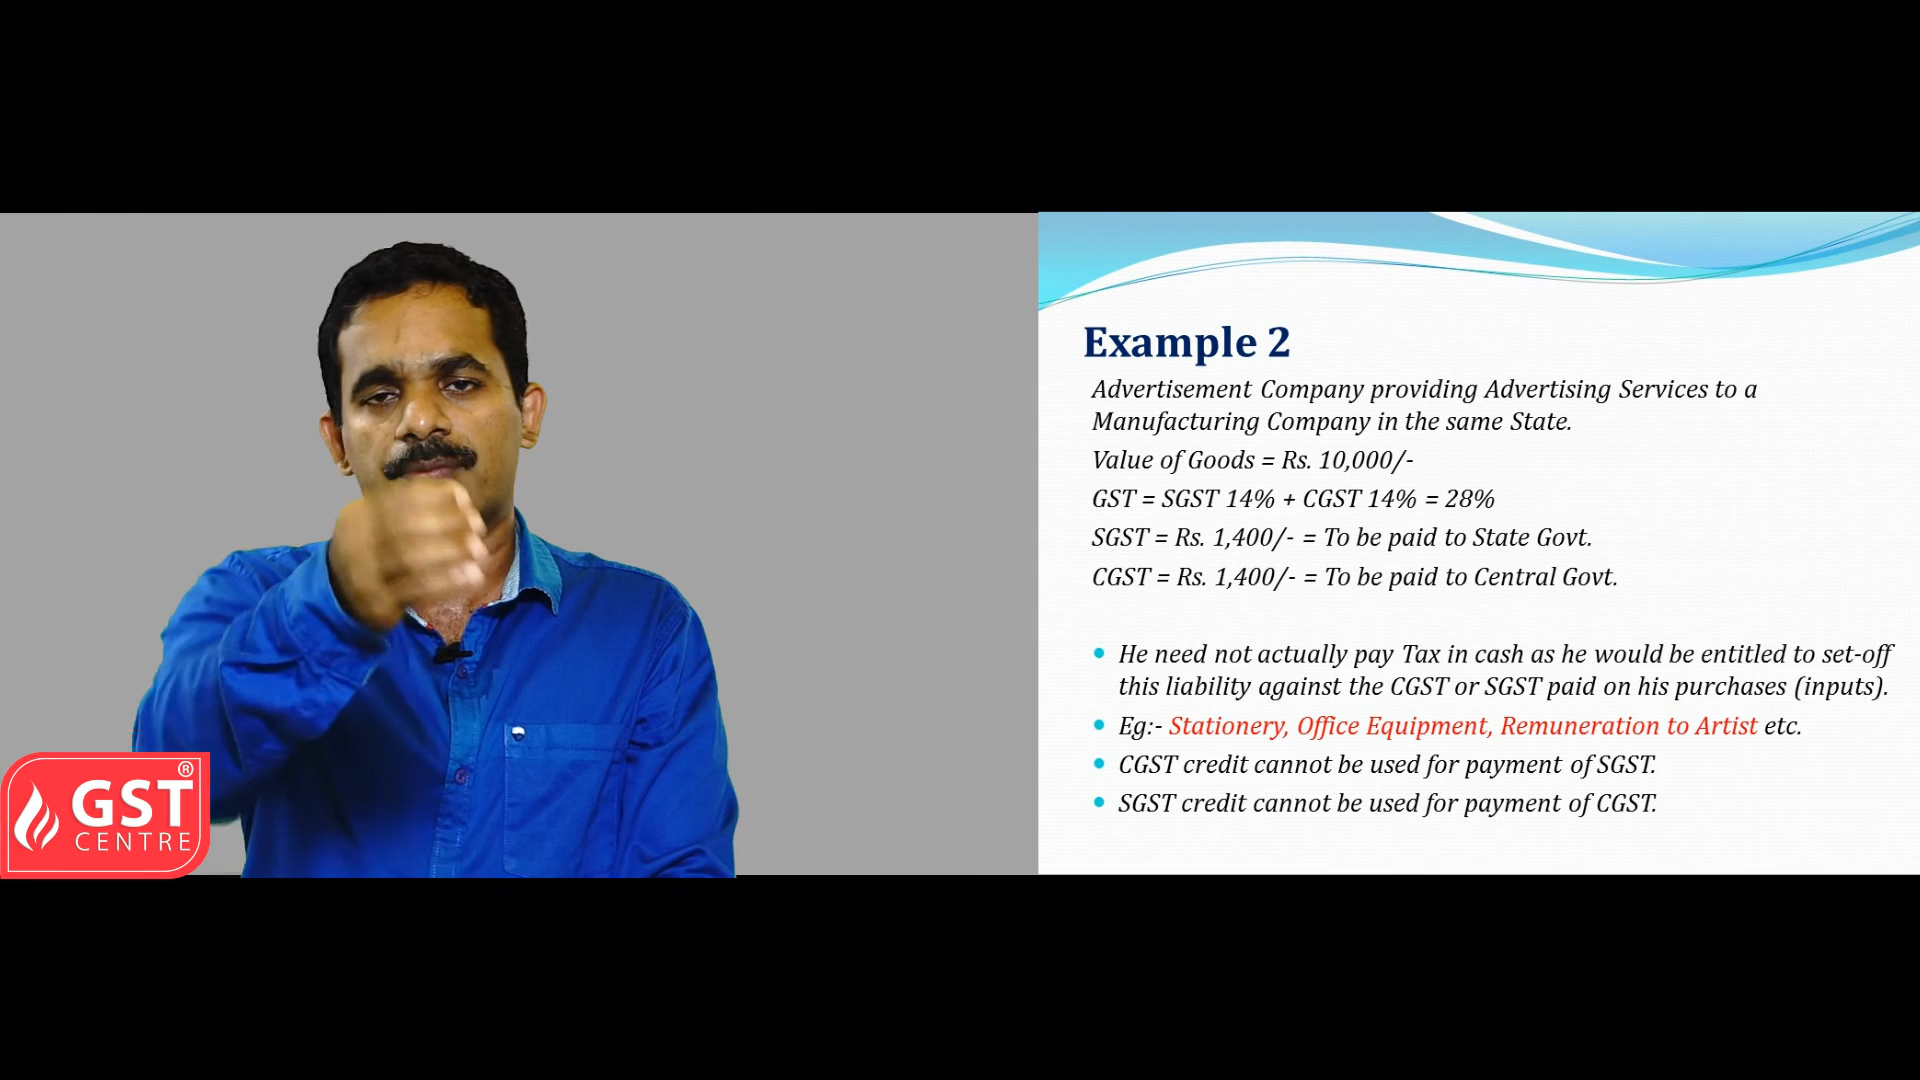 Example 2
Advertisement Company providing Advertising Services to a
Manufacturing Company in the same State.
Value of Goods = Rs. 10,000/-
GST = SGST 14% + CGST 14% = 28%
SGST = Rs. 1,400/- = To be paid to State Govt.
CGST = Rs. 1,400/- = To be paid to Central Govt.
He need not actually pay Tax in cash as he would be entitled to set-off
this liability against the CGST or SGST paid on his purchases (inputs).
Eg:- Stationery, Office Equipment, Remuneration to Artist etc.
CGST credit cannot be used for payment of SGST.
SGST credit cannot be used for payment of CGST.
GST®
CENTRE